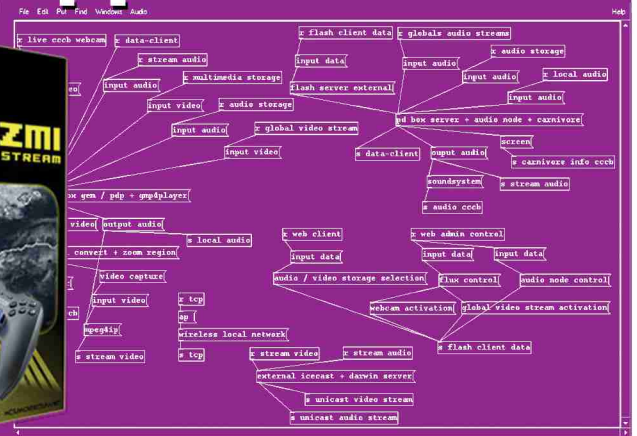 File Edit Put Find Windows Audio Help
r live cccb webcam
r data-client
r flash client data
r globals audio streams
r stream audio
input data
input audio
r audio storage
r multimedia storage
input audio
flash server external
input audio
r local audio
input video
r audio storage
input audio
input audio
r global video stream
pd box server + audio node + carnivore
input video
s data-client
ouput audio
screen
s carnivore info cccb
soundsystem
s stream audio
ZMI
STREAM
gem / pdp + gmp4player
s audio cccb
video
output audio
s local audio
r web client
r web admin control
convert + zoom region
input data
input data
input data
video capture
audio / video storage selection
flux control
audio node control
input video
r tcp
webcam activation
global video stream activation
ap
mpeg4ip
wireless local network
s stream video
s tcp
r stream video
r stream audio
s flash client data
external icecast + darwin server
s unicast video stream
s unicast audio stream